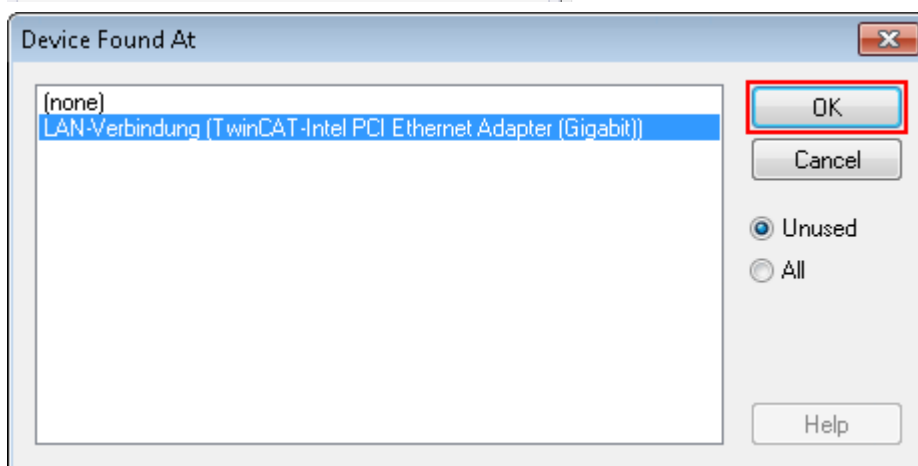 Device Found At
(none)
LAN-Verbindung (TwinCAT-Intel PCI Ethernet Adapter (Gigabit))
OK
Cancel
Unused
All
Help